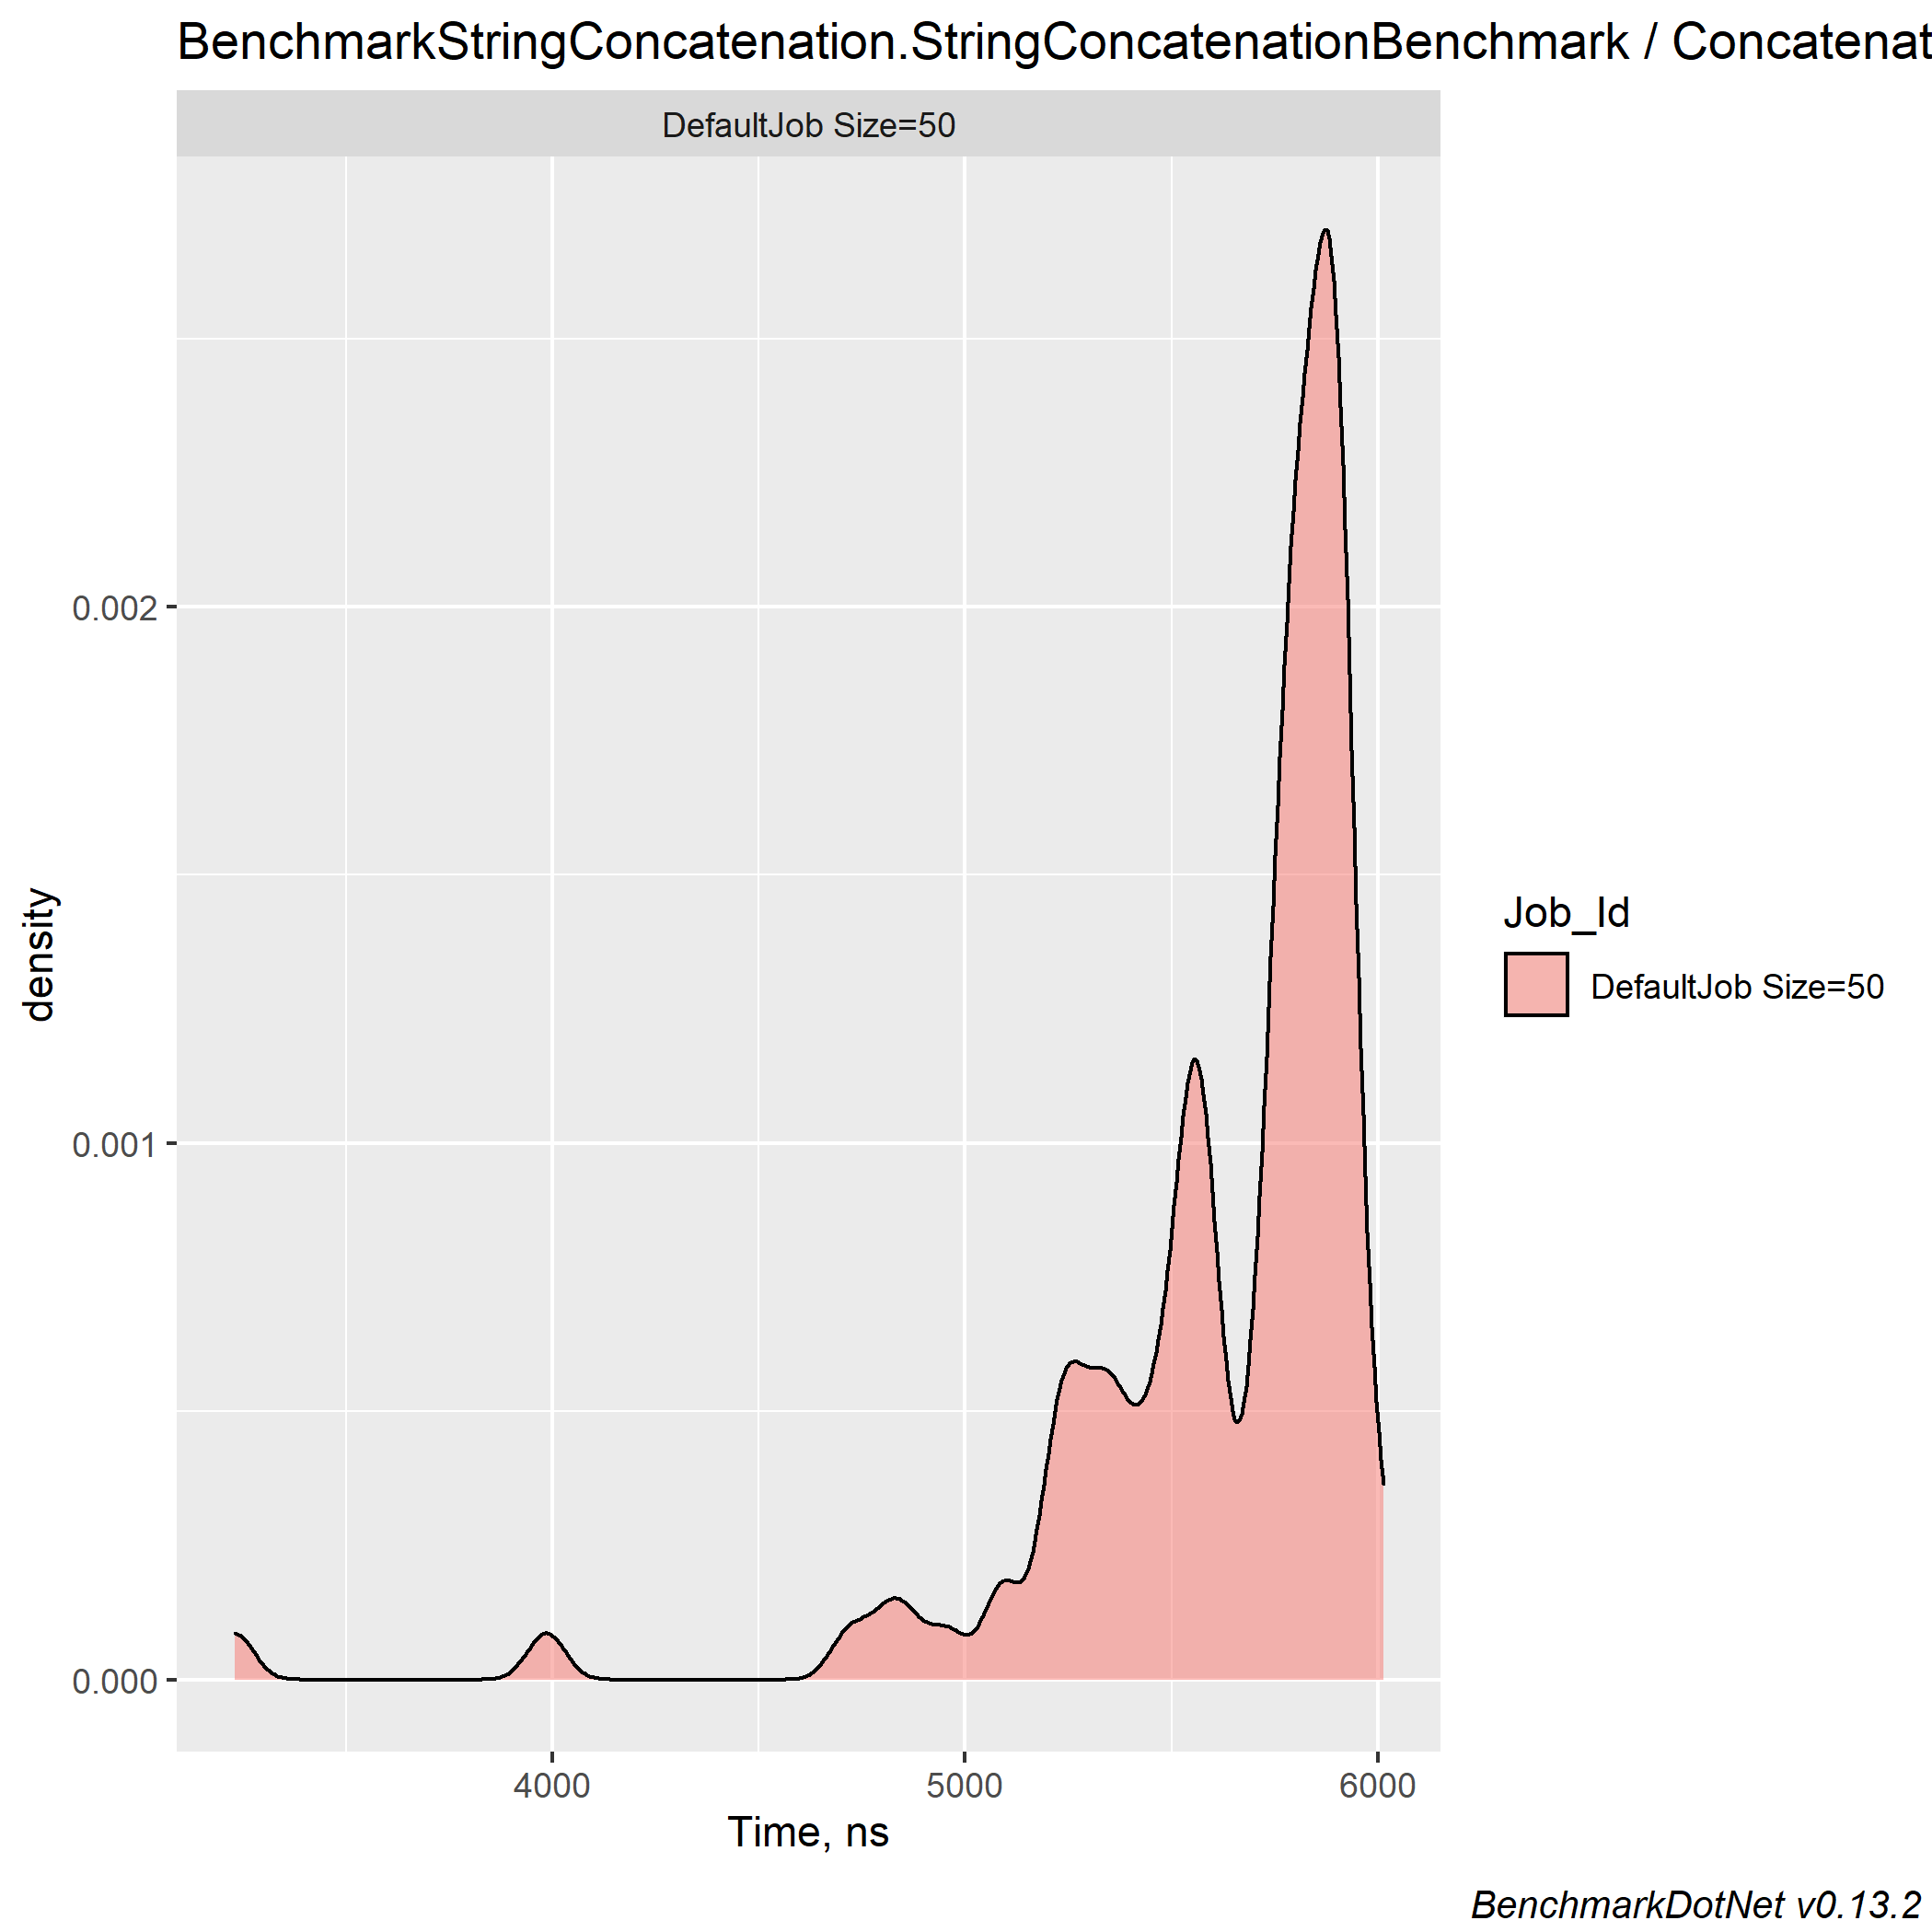 BenchmarkStringConcatenation.StringConcatenationBenchmark / Concatenat
DefaultJob Size=50
density
0.002
0.001
0.000
4000 5000 6000
Time, ns
Job_Id
DefaultJob Size=50
BenchmarkDotNet v0.13.2